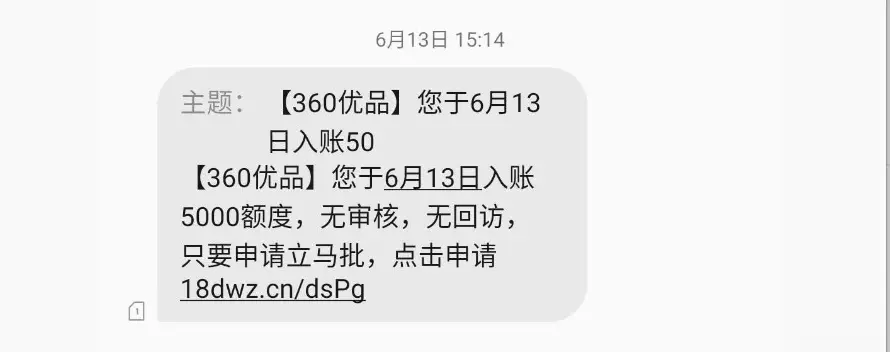 6月13日 15:14
主题： 【360优品】您于6月13
日入账50
【360优品】您于6月13日入账
5000额度，无审核，无回访，
只要申请立马批，点击申请
18dwz.cn/dsPg
1